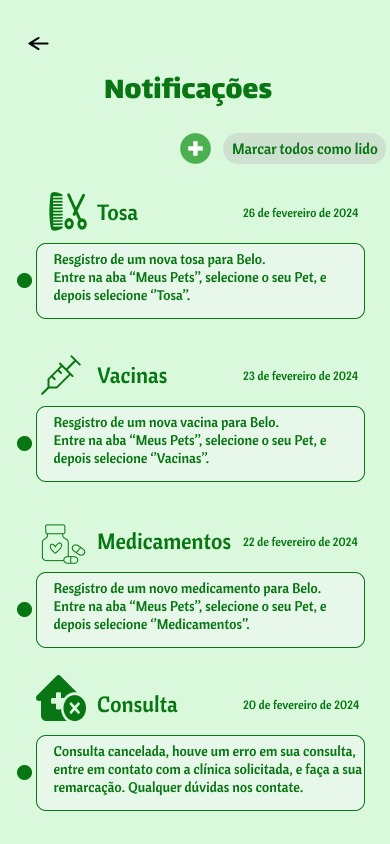 Notificações
Marcar todos como lido
Tosa
26 de fevereiro de 2024
Resgistro de um nova tosa para Belo.
Entre na aba “Meus Pets”, selecione o seu Pet, e
depois selecione “Tosa”.
Vacinas
23 de fevereiro de 2024
Resgistro de um nova vacina para Belo.
Entre na aba “Meus Pets”, selecione o seu Pet, e
depois selecione “Vacinas”.
Medicamentos
22 de fevereiro de 2024
Resgistro de um novo medicamento para Belo.
Entre na aba “Meus Pets”, selecione o seu Pet, e
depois selecione “Medicamentos”.
Consulta
20 de fevereiro de 2024
Consulta cancelada, houve um erro em sua consulta,
entre em contato com a clínica solicitada, e faça a sua
remarcação. Qualquer dúvidas nos contate.